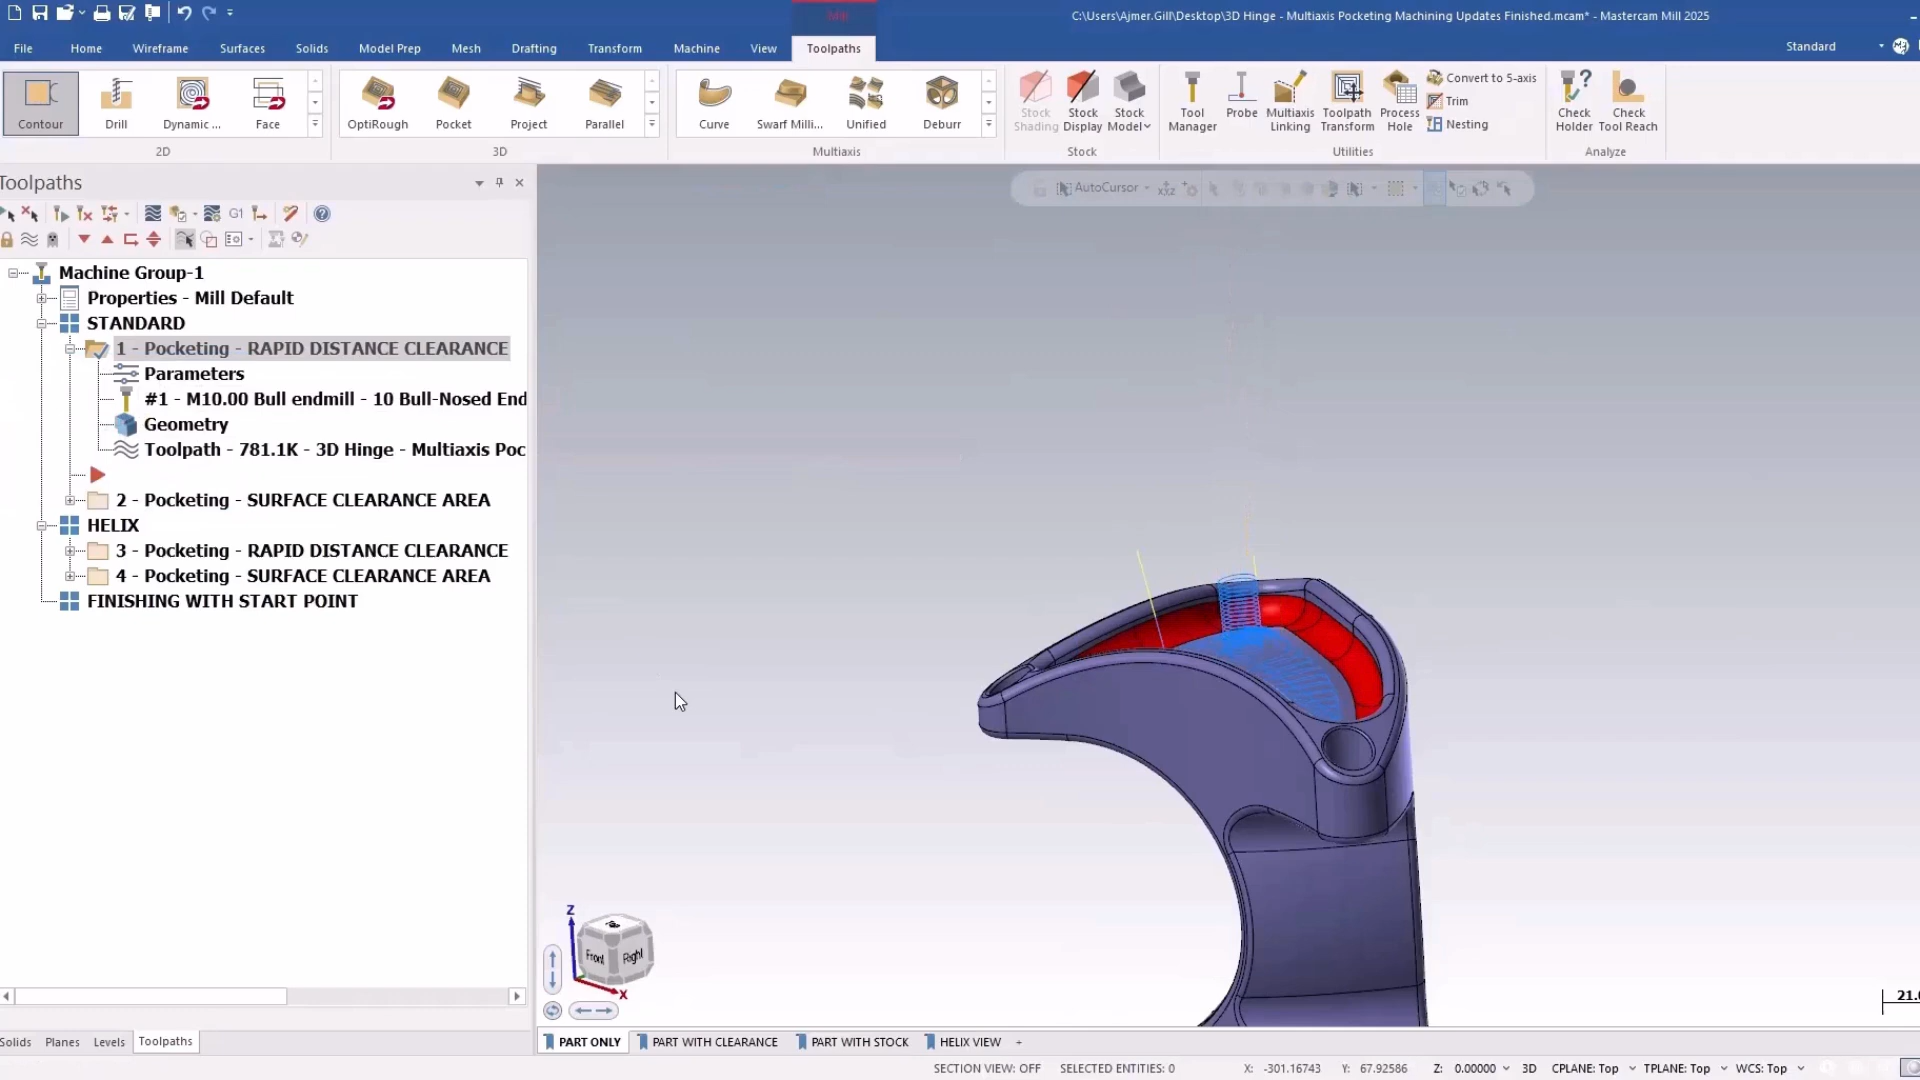 C:\Users\Ajmer.Gill\Desktop\3D Hinge - Multiaxis Pocketing Machining Updates Finished.mcam* - Mastercam Mill 2025
Mill
File Home Wireframe Surfaces Solids Model Prep Mesh Drafting Transform Machine View Toolpaths
Standard
Contour Drill Dynamic ... Face
OptiRough Pocket Project Parallel
Curve Swarf Milli... Unified Deburr
Stock Shading
Stock Display
Stock Model
Tool Manager
Probe
Multiaxis Linking
Toolpath Transform
Process Hole
Convert to 5-axis
Trim
Nesting
Check Holder
Check Tool Reach
2D 3D Multiaxis Stock Utilities Analyze
Toolpaths
AutoCursor
G1
Machine Group-1
Properties - Mill Default
STANDARD
1 - Pocketing - RAPID DISTANCE CLEARANCE
Parameters
#1 - M10.00 Bull endmill - 10 Bull-Nosed End
Geometry
Toolpath - 781.1K - 3D Hinge - Multiaxis Poc
2 - Pocketing - SURFACE CLEARANCE AREA
HELIX
3 - Pocketing - RAPID DISTANCE CLEARANCE
4 - Pocketing - SURFACE CLEARANCE AREA
FINISHING WITH START POINT
Z
Front Right
X
21.
Solids Planes Levels Toolpaths
PART ONLY PART WITH CLEARANCE PART WITH STOCK HELIX VIEW +
SECTION VIEW: OFF SELECTED ENTITIES: 0 X: -301.16743 Y: 67.92586 Z: 0.00000 3D CPLANE: Top TPLANE: Top WCS: Top